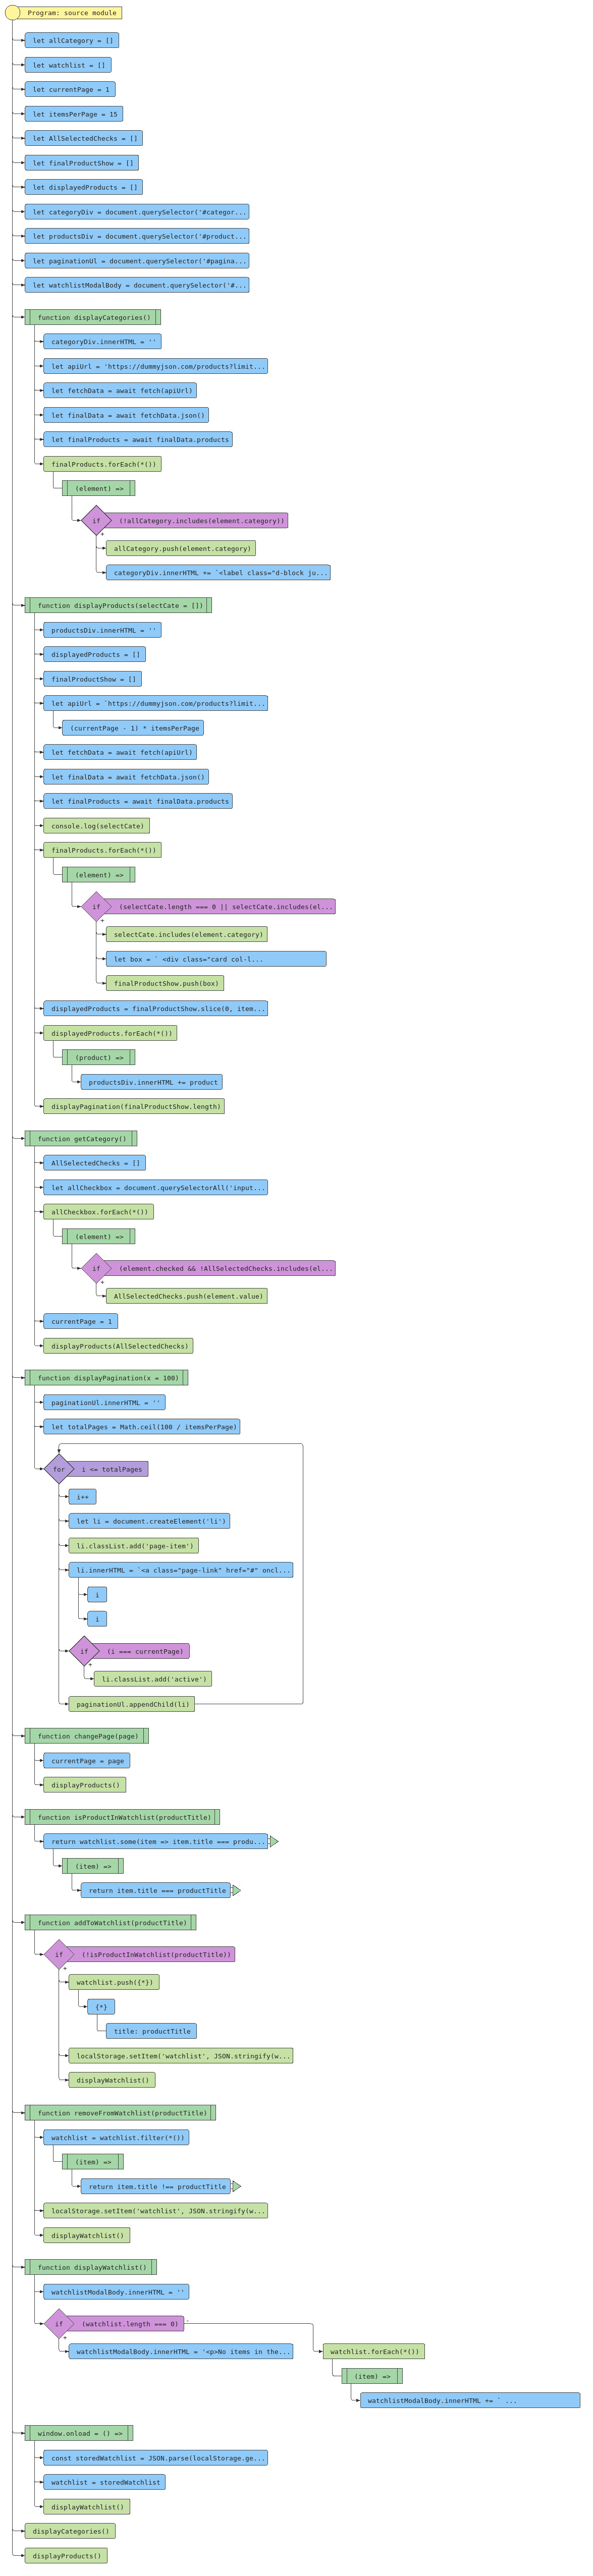 Program: source module
let allCategory = []
let watchlist = []
let currentPage = 1
let itemsPerPage = 15
let AllSelectedChecks = []
let finalProductShow = []
let displayedProducts = []
let categoryDiv = document.querySelector('#categor...
let productsDiv = document.querySelector('#product...
let paginationUl = document.querySelector('#pagina...
let watchlistModalBody = document.querySelector('#...
function displayCategories()
categoryDiv.innerHTML = ''
let apiUrl = 'https://dummyjson.com/products?limit...
let fetchData = await fetch(apiUrl)
let finalData = await fetchData.json()
let finalProducts = await finalData.products
finalProducts.forEach(*())
(element) =>
if (!allCategory.includes(element.category))
+
allCategory.push(element.category)
categoryDiv.innerHTML += `<label class="d-block ju...
function displayProducts(selectCate = [])
productsDiv.innerHTML = ''
displayedProducts = []
finalProductShow = []
let apiUrl = `https://dummyjson.com/products?limit...
(currentPage - 1) * itemsPerPage
let fetchData = await fetch(apiUrl)
let finalData = await fetchData.json()
let finalProducts = await finalData.products
console.log(selectCate)
finalProducts.forEach(*())
(element) =>
if (selectCate.length === 0 || selectCate.includes(el...
+
selectCate.includes(element.category)
let box = ` <div class="card col-l...
finalProductShow.push(box)
displayedProducts = finalProductShow.slice(0, item...
displayedProducts.forEach(*())
(product) =>
productsDiv.innerHTML += product
displayPagination(finalProductShow.length)
function getCategory()
AllSelectedChecks = []
let allCheckbox = document.querySelectorAll('input...
allCheckbox.forEach(*())
(element) =>
if (element.checked && !AllSelectedChecks.includes(el...
+
AllSelectedChecks.push(element.value)
currentPage = 1
displayProducts(AllSelectedChecks)
function displayPagination(x = 100)
paginationUl.innerHTML = ''
let totalPages = Math.ceil(100 / itemsPerPage)
for i <= totalPages
i++
let li = document.createElement('li')
li.classList.add('page-item')
li.innerHTML = `<a class="page-link" href="#" oncl...
i
i
if (i === currentPage)
+
li.classList.add('active')
paginationUl.appendChild(li)
function changePage(page)
currentPage = page
displayProducts()
function isProductInWatchlist(productTitle)
return watchlist.some(item => item.title === produ...
(item) =>
return item.title === productTitle
function addToWatchlist(productTitle)
if (!isProductInWatchlist(productTitle))
+
watchlist.push({*})
{*}
title: productTitle
localStorage.setItem('watchlist', JSON.stringify(w...
displayWatchlist()
function removeFromWatchlist(productTitle)
watchlist = watchlist.filter(*())
(item) =>
return item.title !== productTitle
localStorage.setItem('watchlist', JSON.stringify(w...
displayWatchlist()
function displayWatchlist()
watchlistModalBody.innerHTML = ''
if (watchlist.length === 0) -
+
watchlistModalBody.innerHTML = '<p>No items in the...
watchlist.forEach(*())
(item) =>
watchlistModalBody.innerHTML += ` ...
window.onload = () =>
const storedWatchlist = JSON.parse(localStorage.ge...
watchlist = storedWatchlist
displayWatchlist()
displayCategories()
displayProducts()